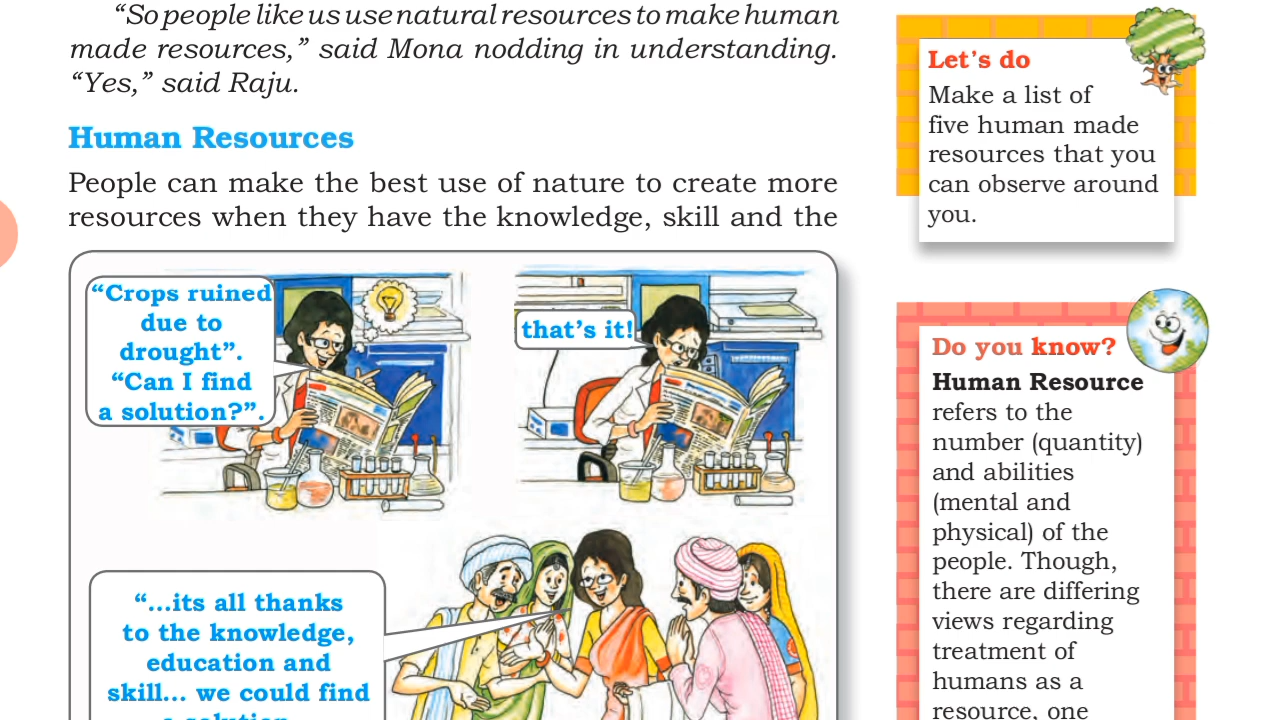 “So people like us use natural resources to make human
made resources,” said Mona nodding in understanding.
“Yes,” said Raju.
Human Resources
People can make the best use of nature to create more
resources when they have the knowledge, skill and the
“Crops ruined
due to
drought”.
“Can I find
a solution?”.
that’s it!
“...its all thanks
to the knowledge,
education and
skill... we could find
a solution
Let’s do
Make a list of
five human made
resources that you
can observe around
you.
Do you know?
Human Resource
refers to the
number (quantity)
and abilities
(mental and
physical) of the
people. Though,
there are differing
views regarding
treatment of
humans as a
resource, one